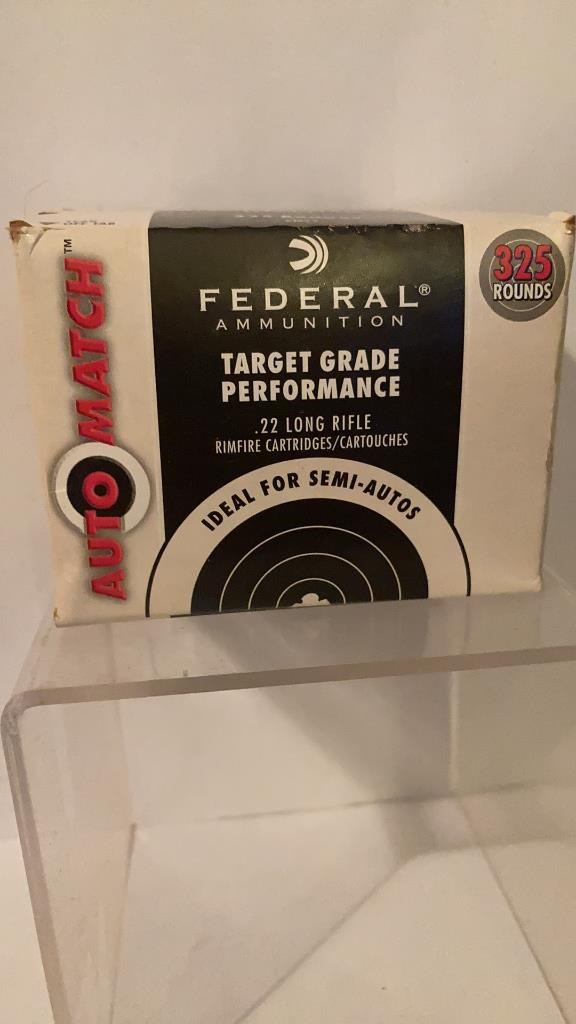 AUTO MATCH™
FEDERAL®
AMMUNITION
TARGET GRADE
PERFORMANCE
.22 LONG RIFLE
RIMFIRE CARTRIDGES/CARTOUCHES
IDEAL FOR SEMI-AUTOS
325
ROUNDS